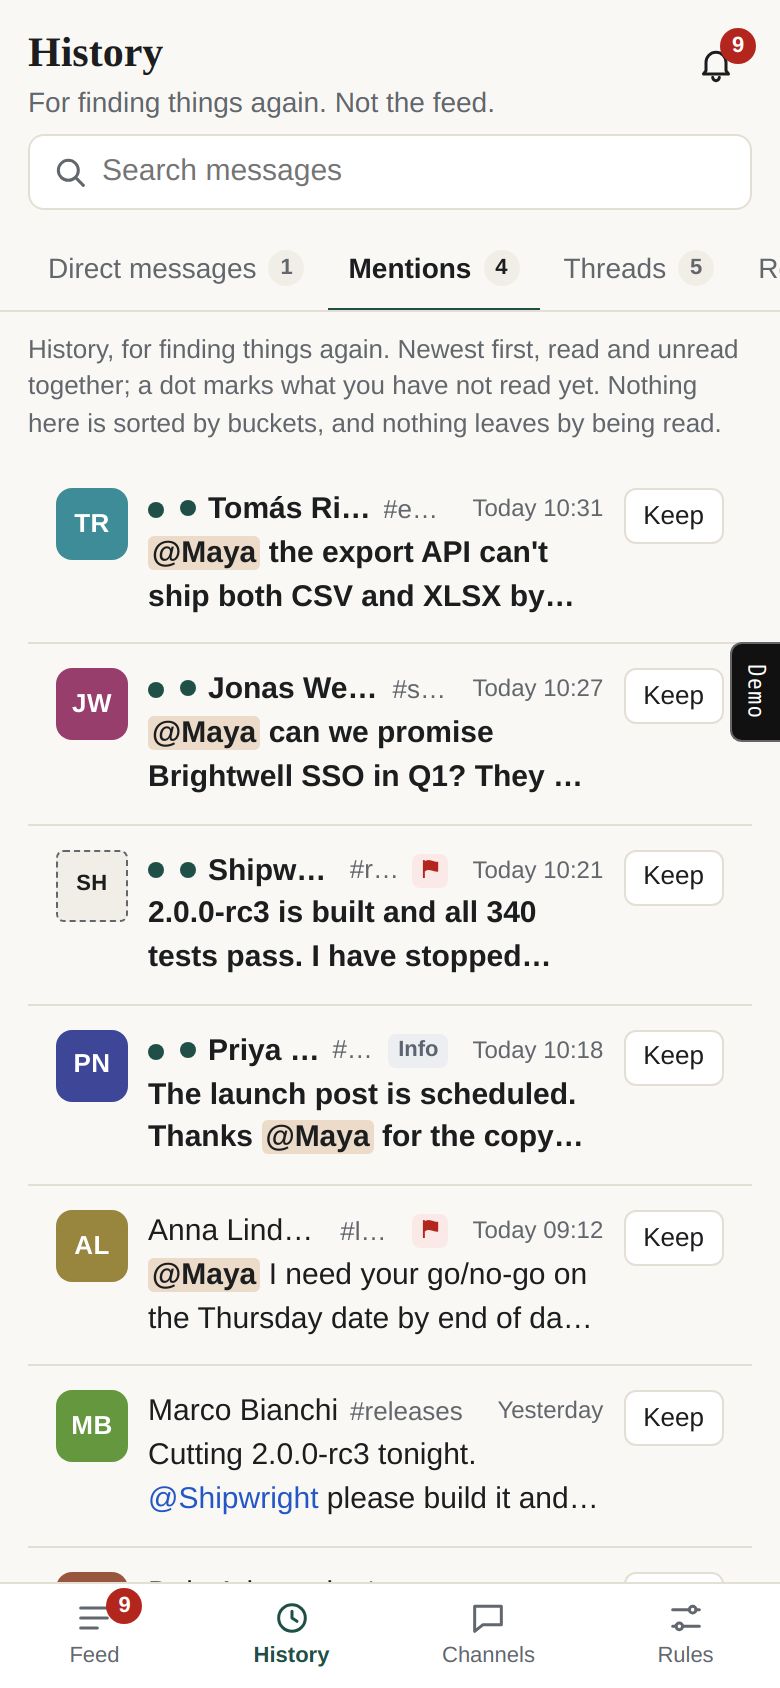 History
9
For finding things again. Not the feed.
Search messages
Direct messages 1 Mentions 4 Threads 5
History, for finding things again. Newest first, read and unread
together; a dot marks what you have not read yet. Nothing
here is sorted by buckets, and nothing leaves by being read.
TR Tomás Ri… #e… Today 10:31 Keep
@Maya the export API can't
ship both CSV and XLSX by…
Demo
JW Jonas We… #s… Today 10:27 Keep
@Maya can we promise
Brightwell SSO in Q1? They …
SH Shipw… #r… Today 10:21 Keep
2.0.0-rc3 is built and all 340
tests pass. I have stopped…
PN Priya … #… Info Today 10:18 Keep
The launch post is scheduled.
Thanks @Maya for the copy…
AL Anna Lind… #l… Today 09:12 Keep
@Maya I need your go/no-go on
the Thursday date by end of da…
MB Marco Bianchi #releases Yesterday Keep
Cutting 2.0.0-rc3 tonight.
@Shipwright please build it and…
9
Feed History Channels Rules